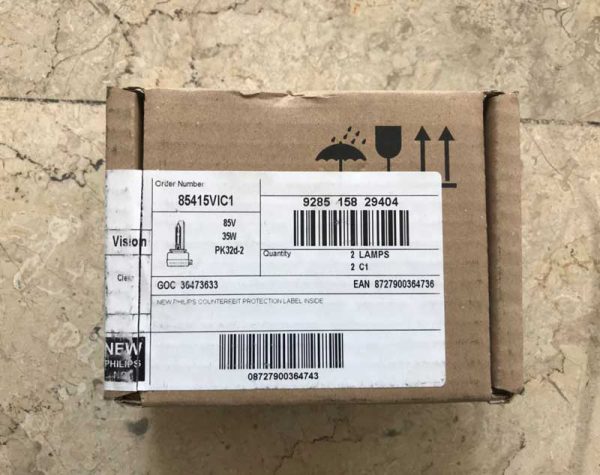 Order Number
85415VIC1
85V
35W
PK32d-2
9285 158 29404
Quantity
2 LAMPS
2 C1
Vision
GOC 36473633
EAN 8727900364736
NEW PHILIPS COUNTERFEIT PROTECTION LABEL INSIDE
NEW
PHILIPS
08727900364743